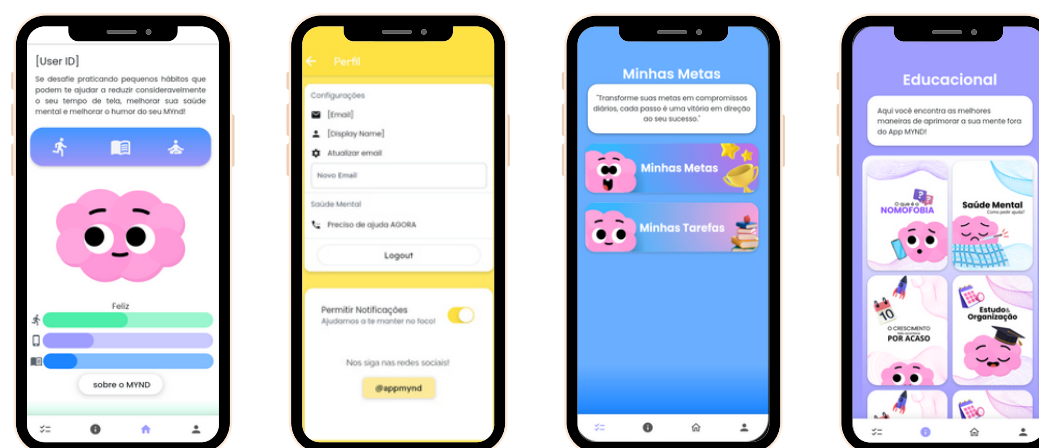 [User ID]
Se desafie praticando pequenos hábitos que
podem te ajudar a reduzir consideravelmente
o seu tempo de tela, melhorar sua saúde
mental e melhorar o humor do seu MYnd!
Feliz
sobre o MYND
Perfil
Configurações
[Email]
[Display Name]
Atualizar email
Novo Email
Saúde Mental
Preciso de ajuda AGORA
Logout
Permitir Notificações
Ajudamos a te manter no foco!
Nos siga nas redes sociais!
@appmynd
Minhas Metas
"Transforme suas metas em compromissos
diários, cada passo é uma vitória em direção
ao seu sucesso."
Minhas Metas
Minhas Tarefas
Educacional
Aqui você encontra as melhores
maneiras de aprimorar a sua mente fora
do App MYND!
O que é a
NOMOFOBIA
Saúde Mental
Como pedir ajuda?
10
O CRESCIMENTO
POR ACASO
Estudo &
Organização